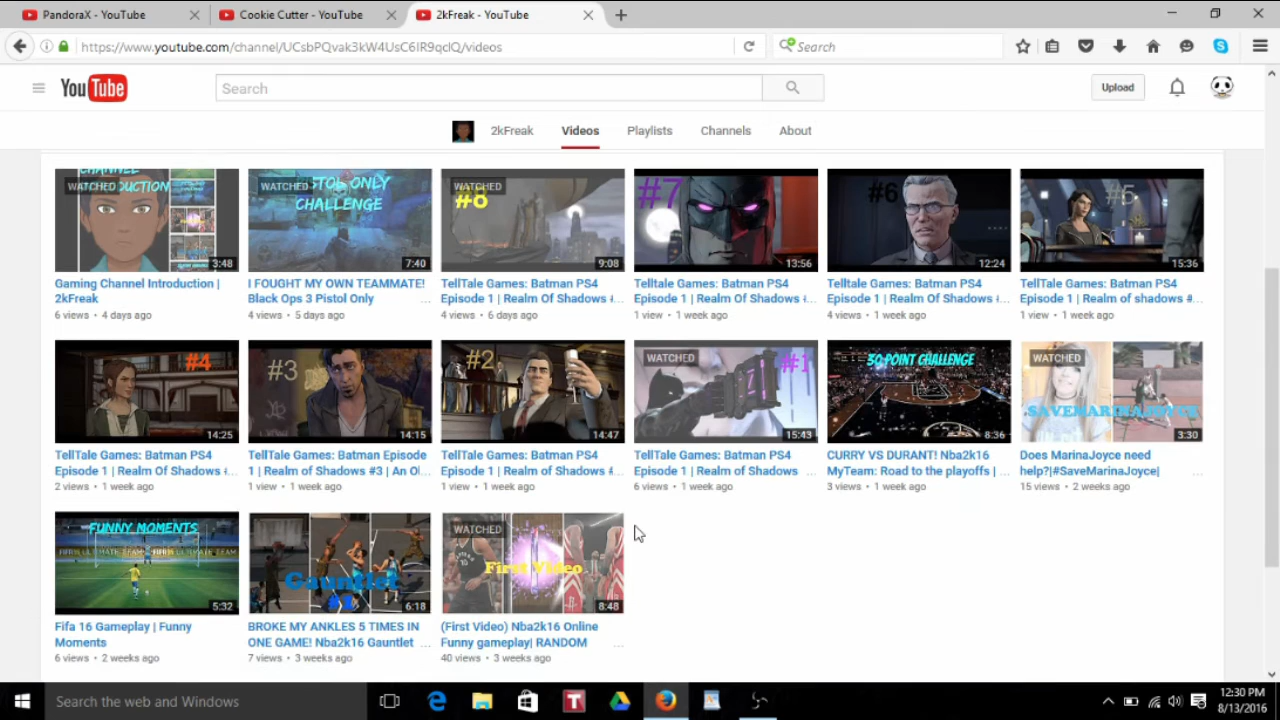 PandoraX - YouTube
Cookie Cutter - YouTube
2kFreak - YouTube
https://www.youtube.com/channel/UCsbPQvak3kW4UsC6IR9qclQ/videos
Search
YouTube
Search
Upload
2kFreak
Videos
Playlists
Channels
About
CHANNEL
WATCHED
DUCTION
3:48
WATCHED
STOL ONLY
CHALLENGE
7:40
WATCHED
#8
9:08
#7
13:56
#6
12:24
#5
15:36
Gaming Channel Introduction |
2kFreak
6 views • 4 days ago
I FOUGHT MY OWN TEAMMATE!
Black Ops 3 Pistol Only
4 views • 5 days ago
TellTale Games: Batman PS4
Episode 1 | Realm Of Shadows
4 views • 6 days ago
Telltale Games: Batman PS4
Episode 1 | Realm Of Shadows
1 view • 1 week ago
Telltale Games: Batman PS4
Episode 1 | Realm Of Shadows
4 views • 1 week ago
TellTale Games: Batman PS4
Episode 1 | Realm Of shadows #...
1 view • 1 week ago
#4
14:25
#3
14:15
#2
14:47
WATCHED
#1
15:43
30 POINT CHALLENGE
8:36
WATCHED
#SAVEMARINAJOYCE
3:30
TellTale Games: Batman PS4
Episode 1 | Realm Of Shadows
2 views • 1 week ago
TellTale Games: Batman Episode
1 | Realm of Shadows #3 | An Ol...
1 view • 1 week ago
TellTale Games: Batman PS4
Episode 1 | Realm Of Shadows #...
1 view • 1 week ago
TellTale Games: Batman PS4
Episode 1 | Realm Of Shadows
6 views • 1 week ago
CURRY VS DURANT! Nba2k16
MyTeam: Road to the playoffs | ...
3 views • 1 week ago
Does MarinaJoyce need
help?|#SaveMarinaJoyce|
15 views • 2 weeks ago
FUNNY MOMENTS
5:32
Gauntlet
#1
6:18
WATCHED
First Video
8:48
Fifa 16 Gameplay | Funny
Moments
6 views • 2 weeks ago
BROKE MY ANKLES 5 TIMES IN
ONE GAME! Nba2k16 Gauntlet ...
7 views • 3 weeks ago
(First Video) Nba2k16 Online
Funny gameplay| RANDOM ...
40 views • 3 weeks ago
Search the web and Windows
12:30 PM
8/13/2016